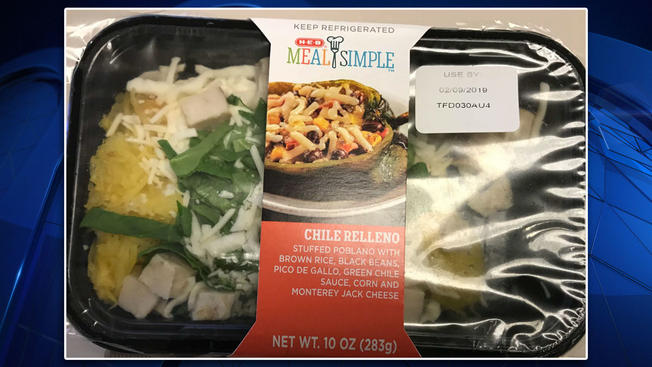 KEEP REFRIGERATED
H-E-B
MEAL SIMPLE
USE BY:
02/09/2019
TFD030AU4
CHILE RELLENO
STUFFED POBLANO WITH
BROWN RICE, BLACK BEANS,
PICO DE GALLO, GREEN CHILE
SAUCE, CORN AND
MONTEREY JACK CHEESE
NET WT. 10 OZ (283g)